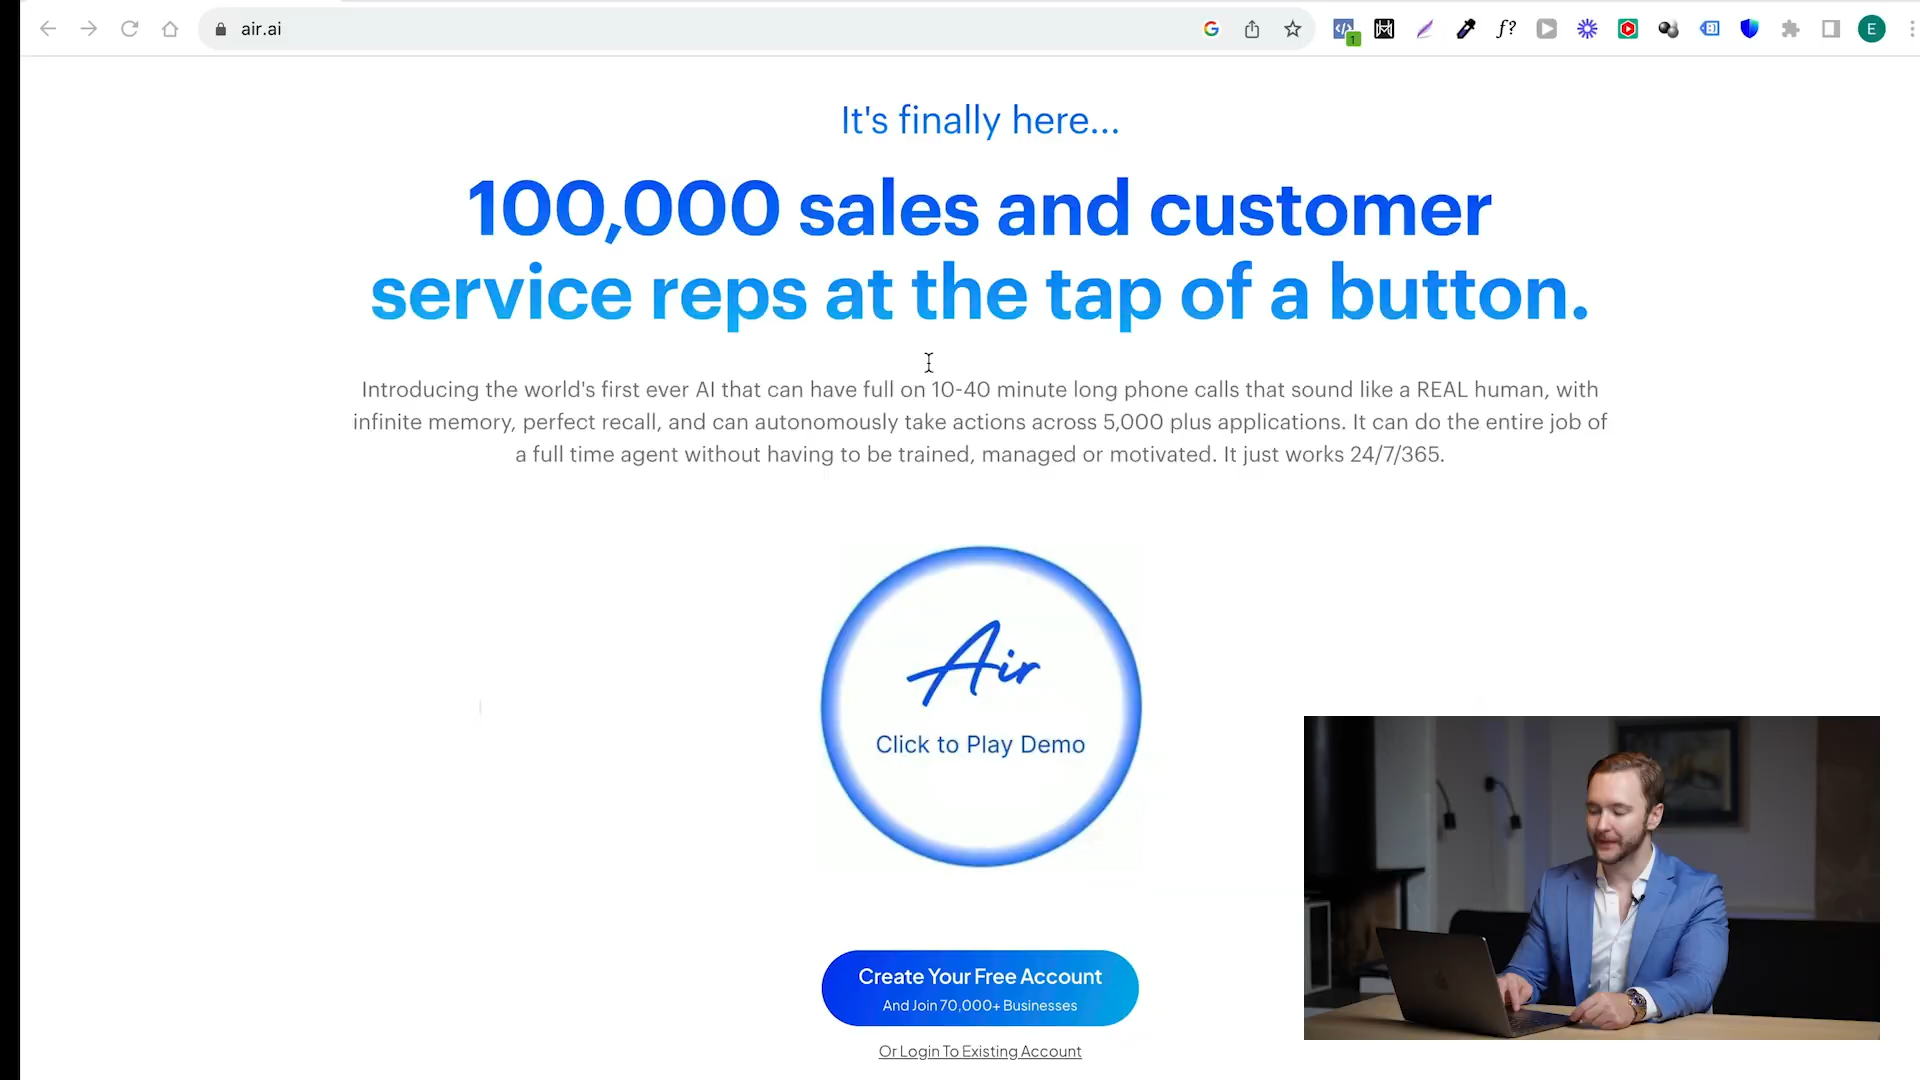 air.ai
1
f?
E
It's finally here...
100,000 sales and customer
service reps at the tap of a button.
Introducing the world's first ever AI that can have full on 10-40 minute long phone calls that sound like a REAL human, with
infinite memory, perfect recall, and can autonomously take actions across 5,000 plus applications. It can do the entire job of
a full time agent without having to be trained, managed or motivated. It just works 24/7/365.
Air
Click to Play Demo
Create Your Free Account
And Join 70,000+ Businesses
Or Login To Existing Account